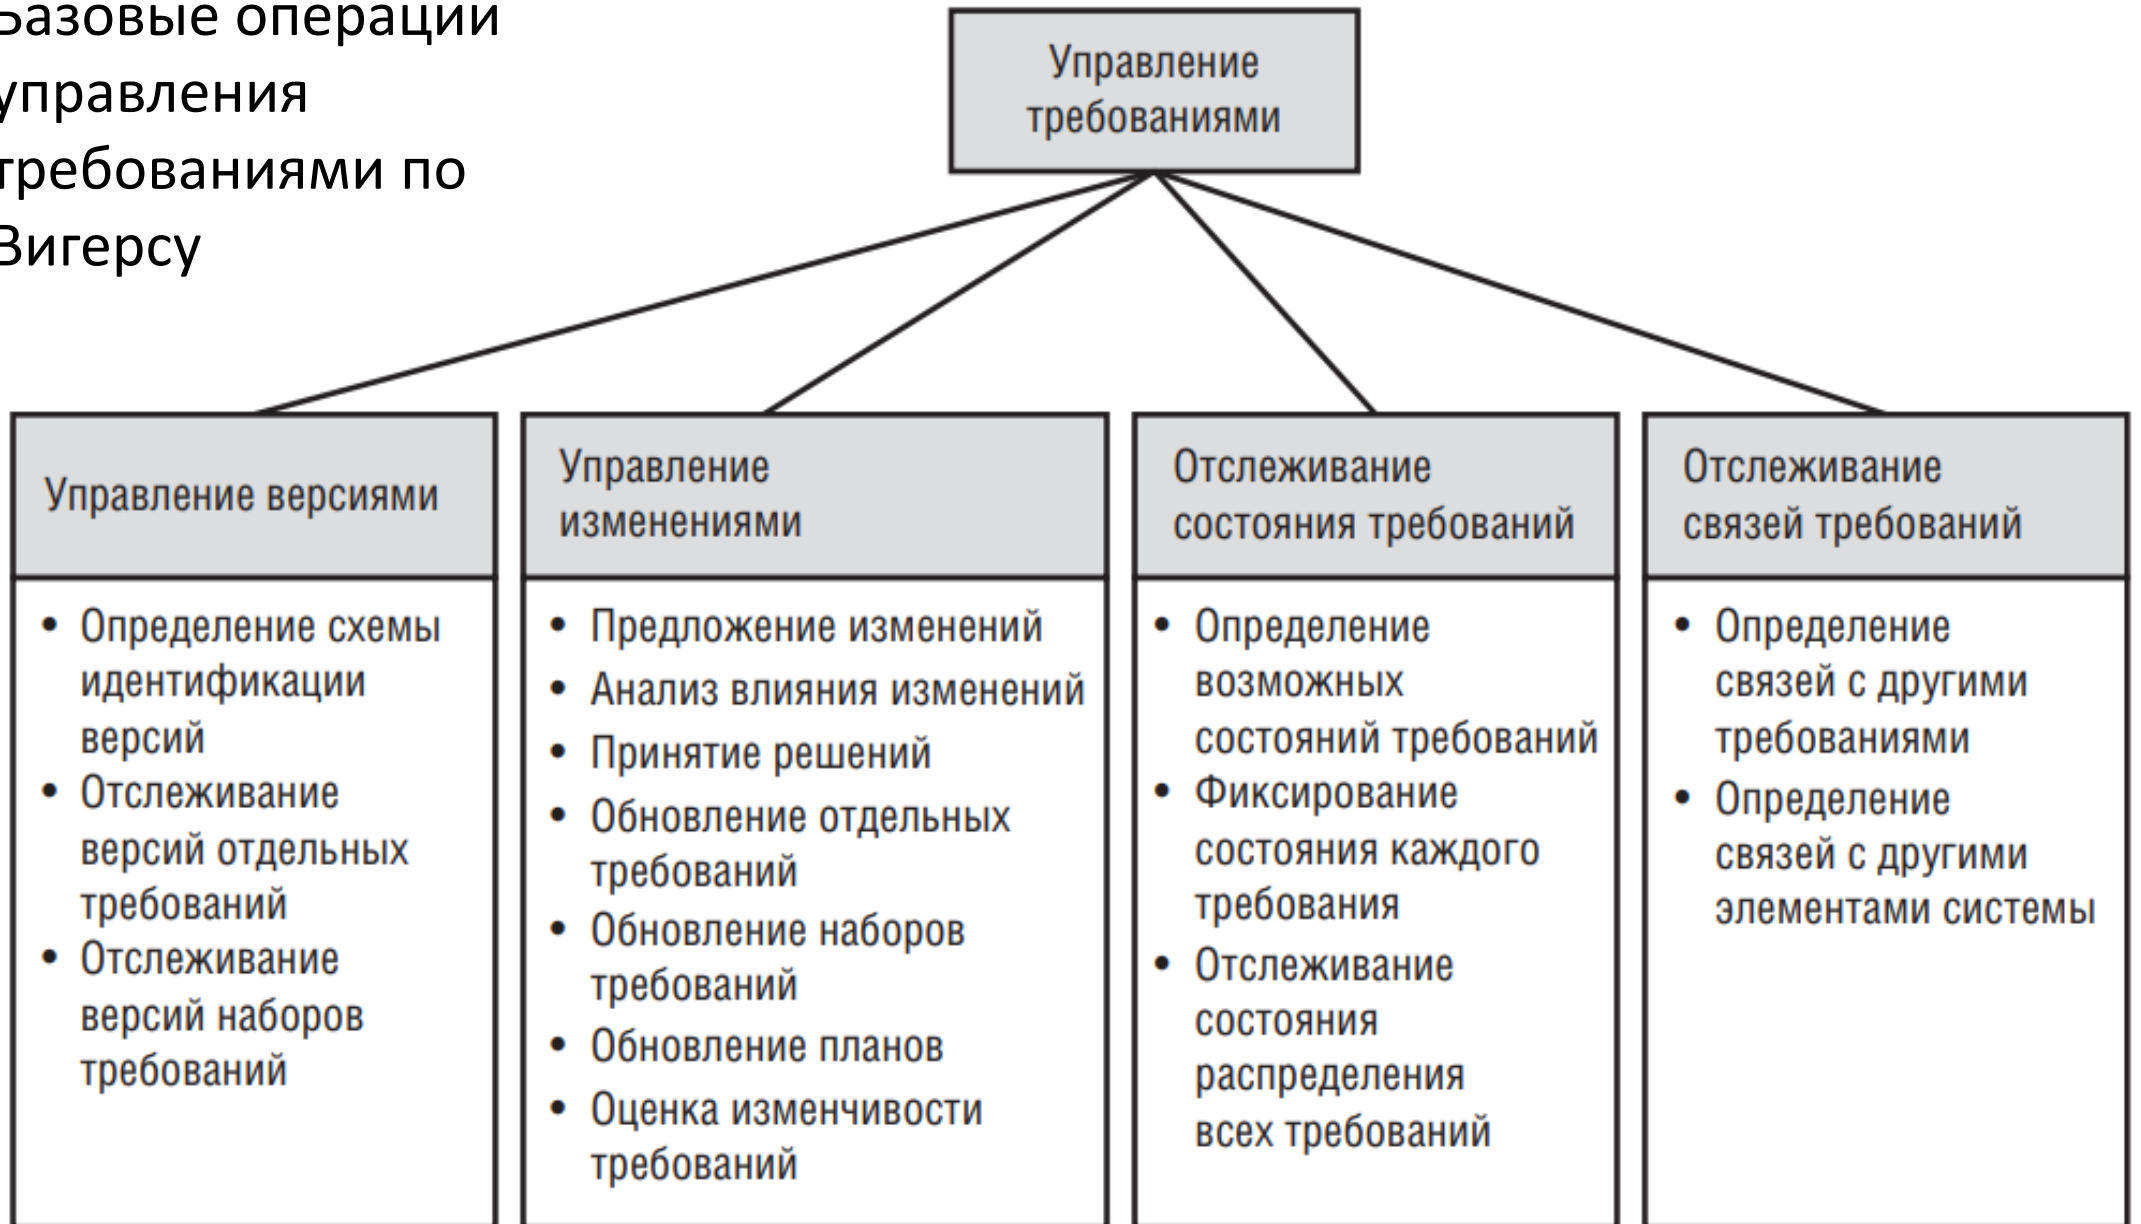 Базовые операции
управления
требованиями по
Вигерсу
Управление
требованиями
Управление версиями
• Определение схемы
идентификации
версий
• Отслеживание
версий отдельных
требований
• Отслеживание
версий наборов
требований
Управление
изменениями
• Предложение изменений
• Анализ влияния изменений
• Принятие решений
• Обновление отдельных
требований
• Обновление наборов
требований
• Обновление планов
• Оценка изменчивости
требований
Отслеживание
состояния требований
• Определение
возможных
состояний требований
• Фиксирование
состояния каждого
требования
• Отслеживание
состояния
распределения
всех требований
Отслеживание
связей требований
• Определение
связей с другими
требованиями
• Определение
связей с другими
элементами системы